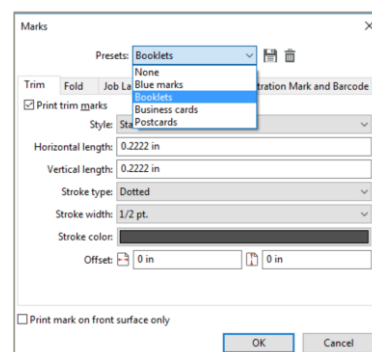 Marks
Presets: Booklets
None
Blue marks
Booklets
Business cards
Postcards
Trim Fold Job La tration Mark and Barcode
Print trim marks
Style: Sta
Horizontal length: 0.2222 in
Vertical length: 0.2222 in
Stroke type: Dotted
Stroke width: 1/2 pt.
Stroke color:
Offset: 0 in 0 in
Print mark on front surface only
OK Cancel